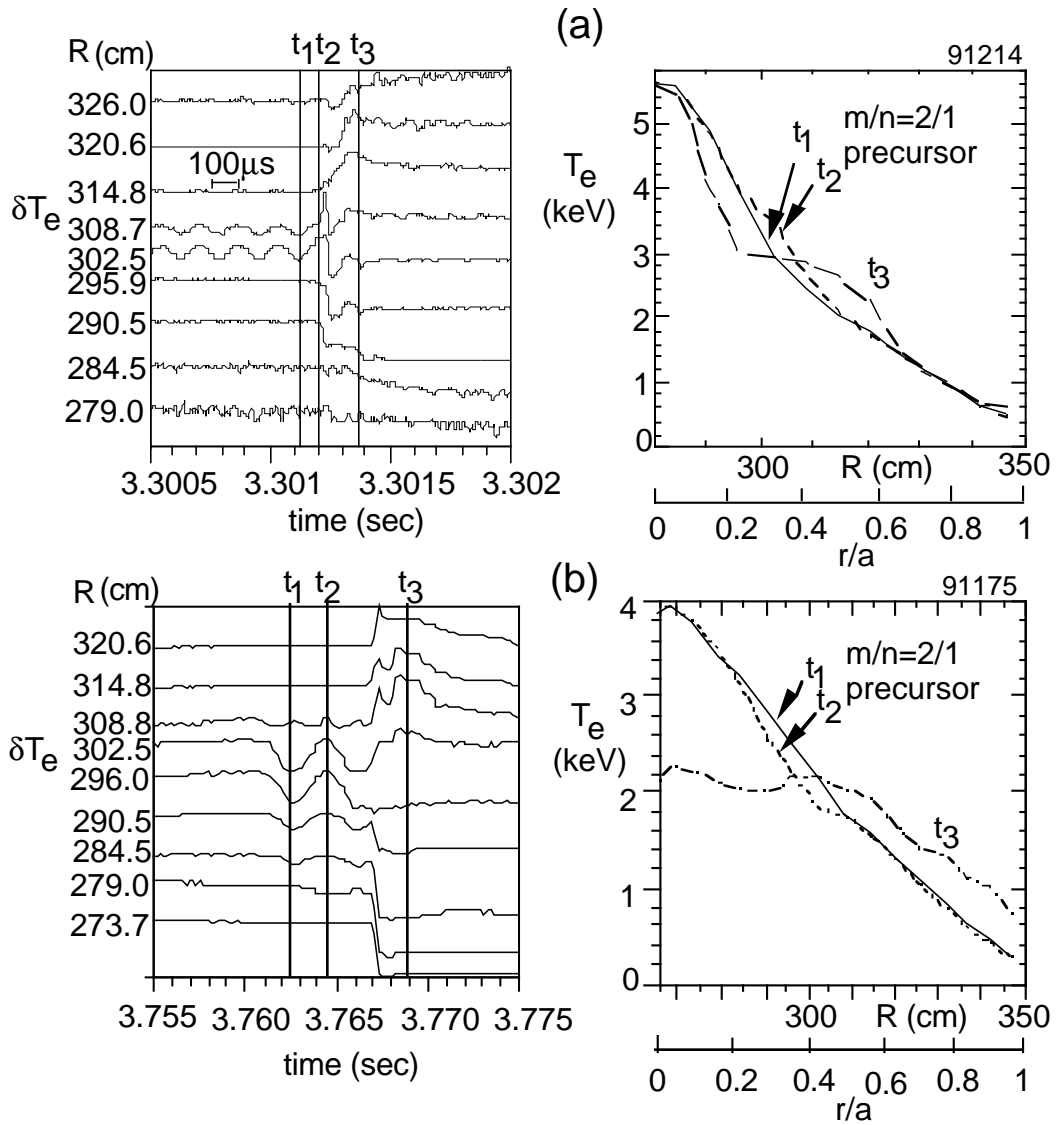 (a)
R (cm)
t1 t2 t3
326.0
320.6
100μs
314.8
δTe
308.7
302.5
295.9
290.5
284.5
279.0
3.3005 3.301 3.3015 3.302
time (sec)
91214
5
4
3
2
1
0
Te
(keV)
m/n=2/1
precursor
t1
t2
t3
300 R (cm) 350
0 0.2 0.4 0.6 0.8 1
r/a
(b)
R (cm)
t1 t2 t3
320.6
314.8
308.8
δTe
302.5
296.0
290.5
284.5
279.0
273.7
3.755 3.760 3.765 3.770 3.775
time (sec)
91175
4
3
2
1
0
Te
(keV)
m/n=2/1
precursor
t1
t2
t3
300 R (cm) 350
0 0.2 0.4 0.6 0.8 1
r/a